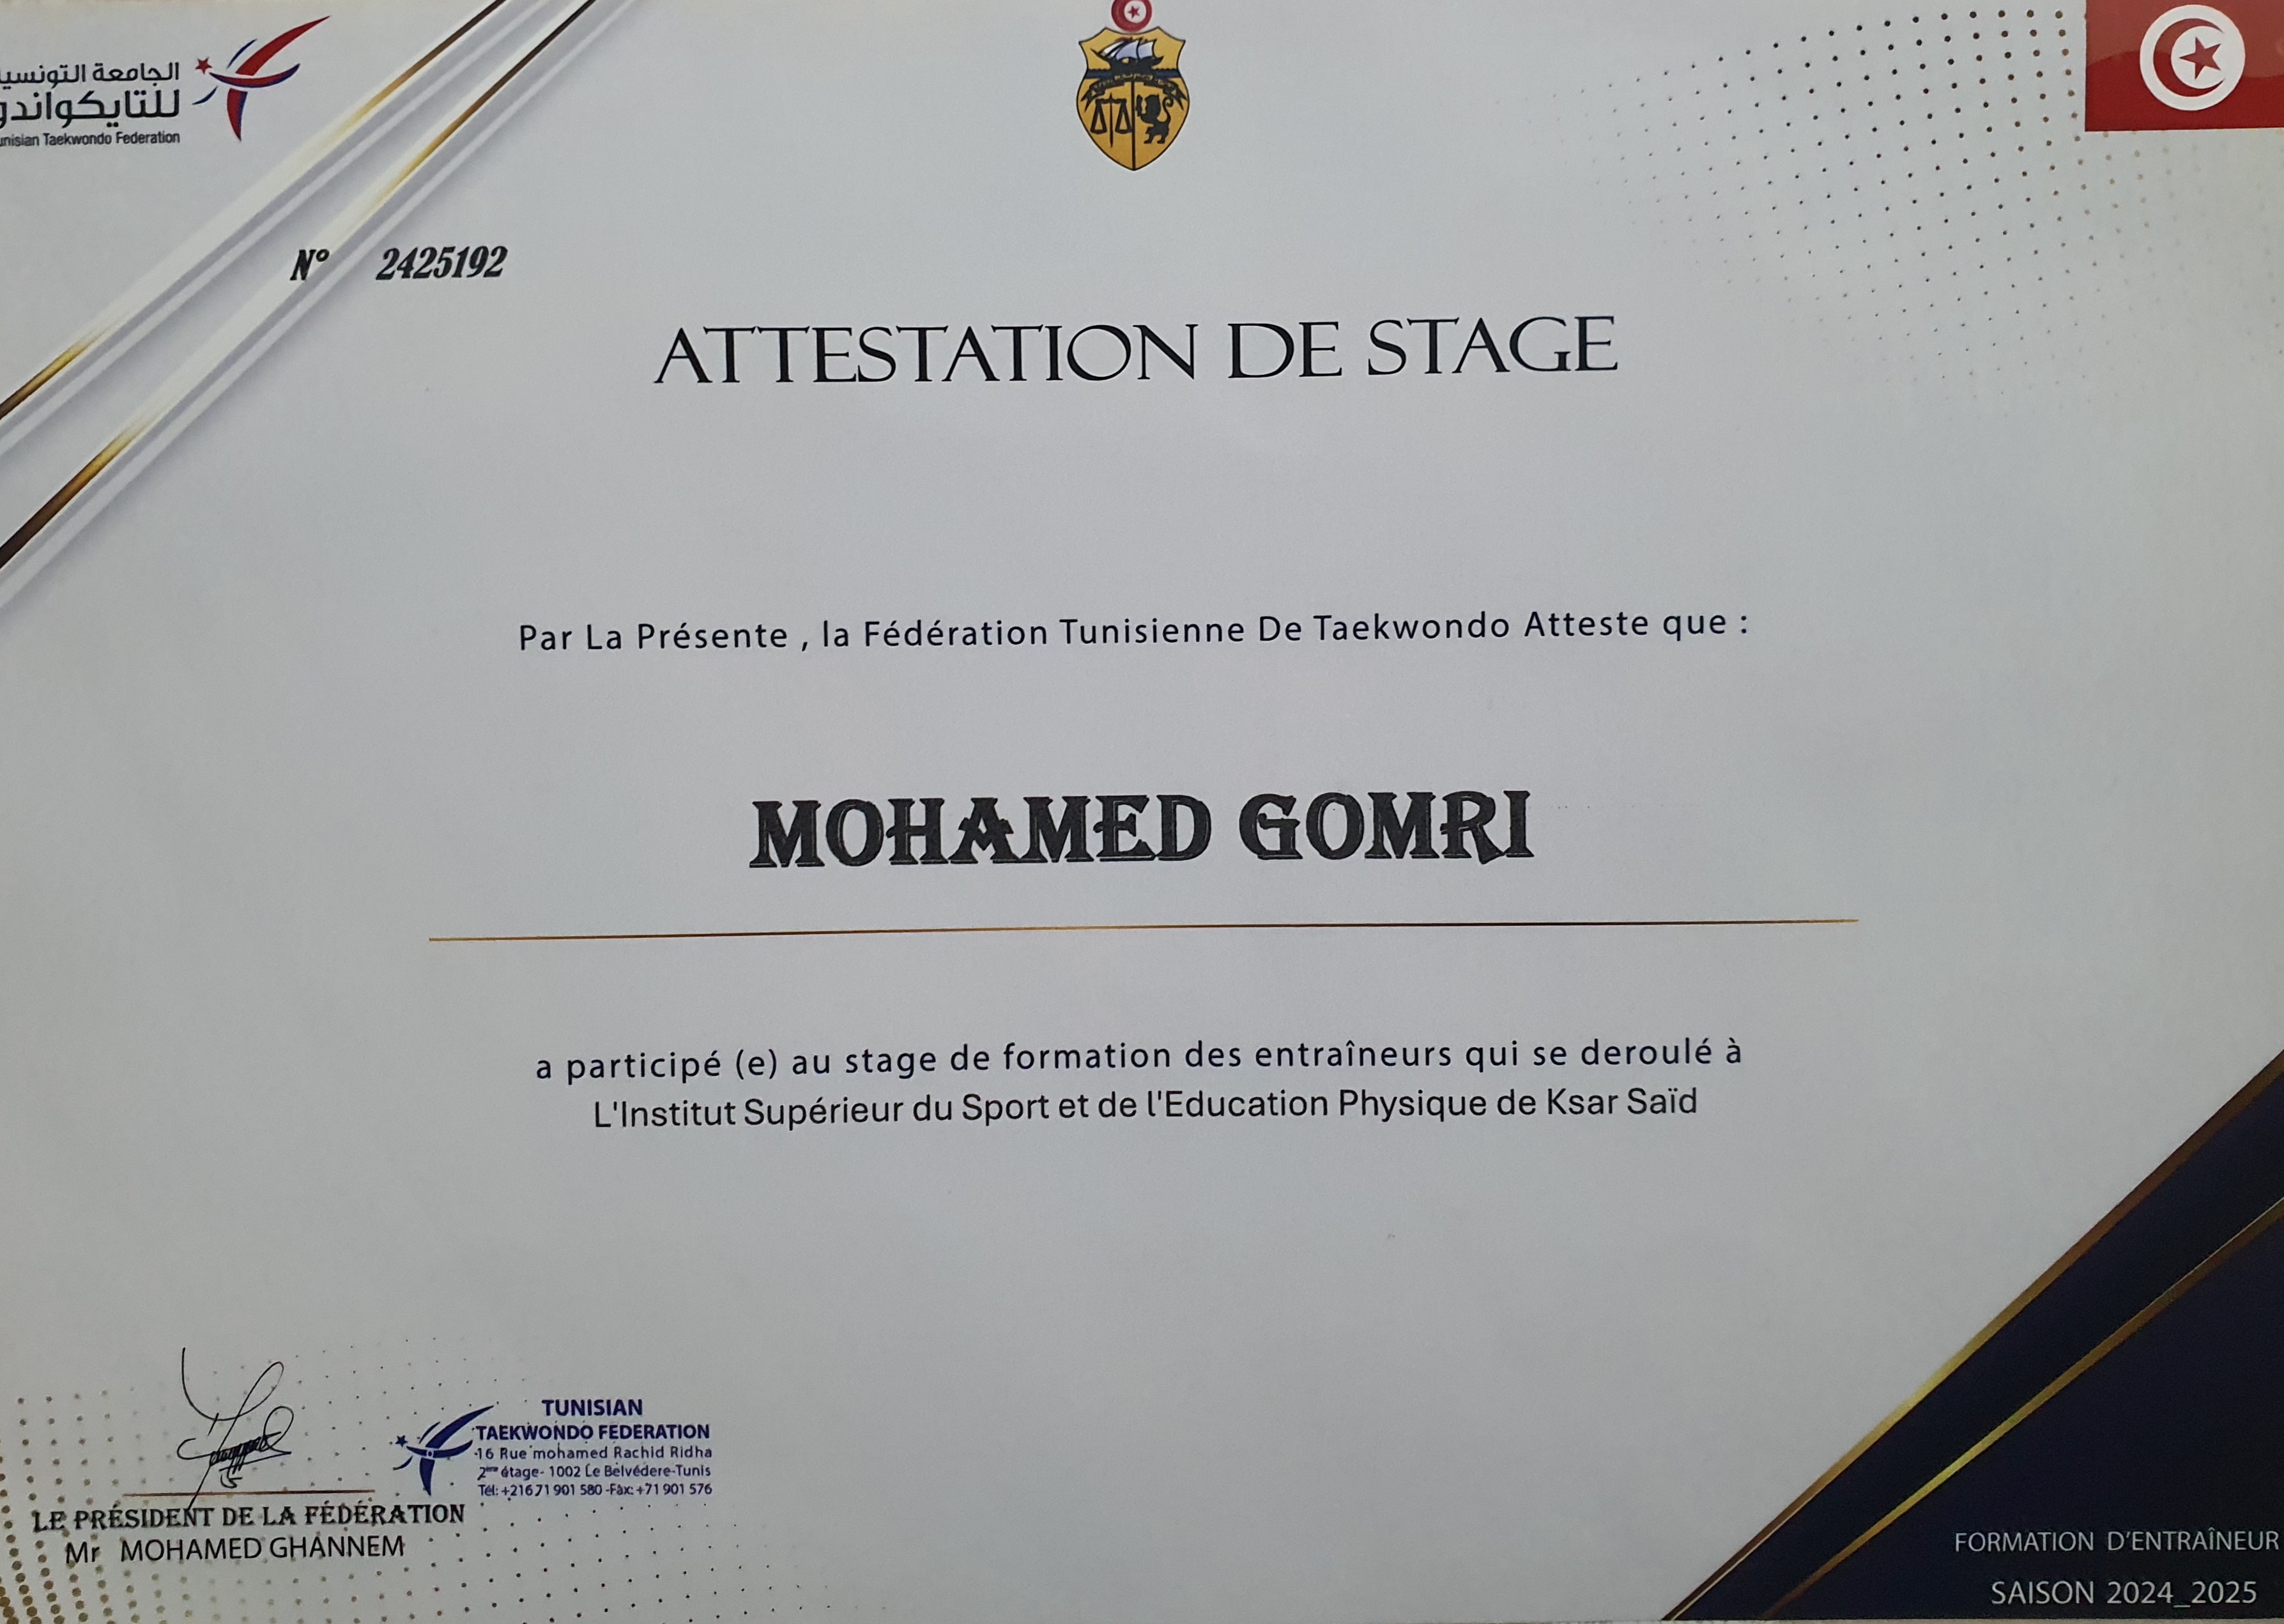 الجامعة التونسية
للتايكواندو
unisian Taekwondo Federation
N° 2425192
ATTESTATION DE STAGE
Par La Présente , la Fédération Tunisienne De Taekwondo Atteste que :
MOHAMED GOMRI
a participé (e) au stage de formation des entraîneurs qui se deroulé à
L'Institut Supérieur du Sport et de l'Education Physique de Ksar Saïd
TUNISIAN
TAEKWONDO FEDERATION
16 Rue mohamed Rachid Ridha
2ème étage- 1002 Le Belvédere-Tunis
Tél: +21671 901 580 -Fax: +71 901 576
LE PRÉSIDENT DE LA FÉDÉRATION
Mr MOHAMED GHANNEM
FORMATION D'ENTRAÎNEUR
SAISON 2024_2025